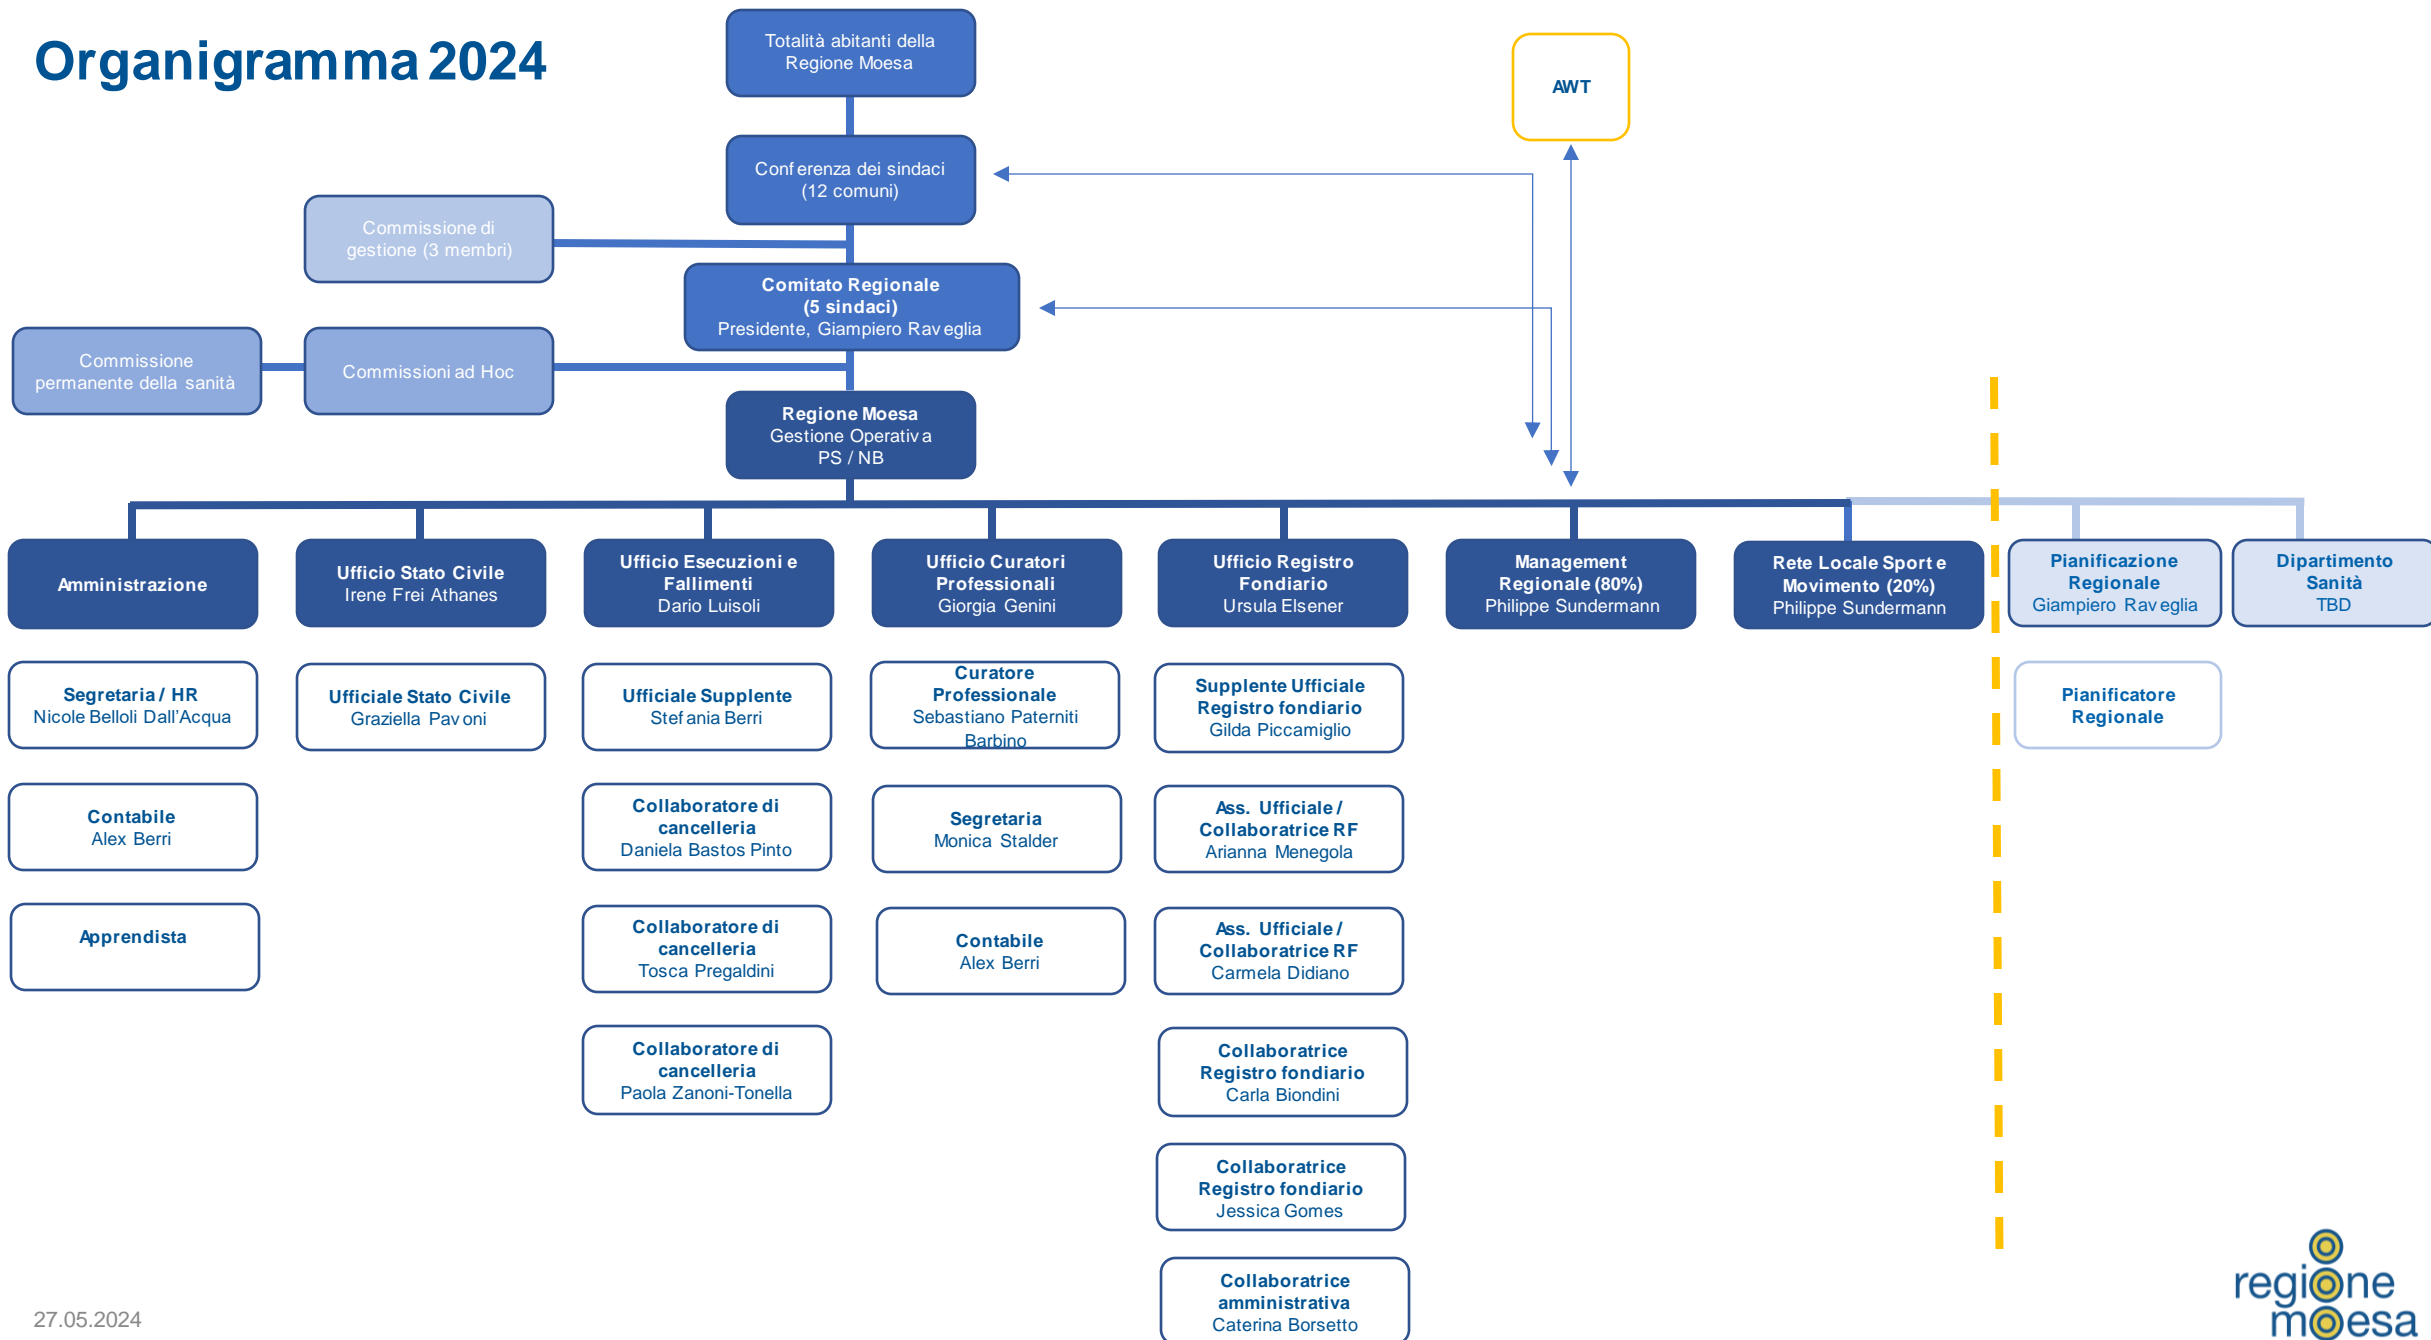 Organigramma 2024
Totalità abitanti della
Regione Moesa
AWT
Conferenza dei sindaci
(12 comuni)
Commissione di
gestione (3 membri)
Comitato Regionale
(5 sindaci)
Presidente, Giampiero Raveglia
Commissione
permanente della sanità
Commissioni ad Hoc
Regione Moesa
Gestione Operativa
PS / NB
Amministrazione
Ufficio Stato Civile
Irene Frei Athanes
Ufficio Esecuzioni e
Fallimenti
Dario Luisoli
Ufficio Curatori
Professionali
Giorgia Genini
Ufficio Registro
Fondiario
Ursula Elsener
Management
Regionale (80%)
Philippe Sundermann
Rete Locale Sport e
Movimento (20%)
Philippe Sundermann
Pianificazione
Regionale
Giampiero Raveglia
Dipartimento
Sanità
TBD
Segretaria / HR
Nicole Belloli Dall'Acqua
Ufficiale Stato Civile
Graziella Pavoni
Ufficiale Supplente
Stefania Berri
Curatore
Professionale
Sebastiano Paterniti
Barbino
Supplente Ufficiale
Registro fondiario
Gilda Piccamiglio
Pianificatore
Regionale
Contabile
Alex Berri
Collaboratore di
cancelleria
Daniela Bastos Pinto
Segretaria
Monica Stalder
Ass. Ufficiale /
Collaboratrice RF
Arianna Menegola
Apprendista
Collaboratore di
cancelleria
Tosca Pregaldini
Contabile
Alex Berri
Ass. Ufficiale /
Collaboratrice RF
Carmela Didiano
Collaboratore di
cancelleria
Paola Zanoni-Tonella
Collaboratrice
Registro fondiario
Carla Biondini
Collaboratrice
Registro fondiario
Jessica Gomes
Collaboratrice
amministrativa
Caterina Borsetto
27.05.2024
regione
moesa